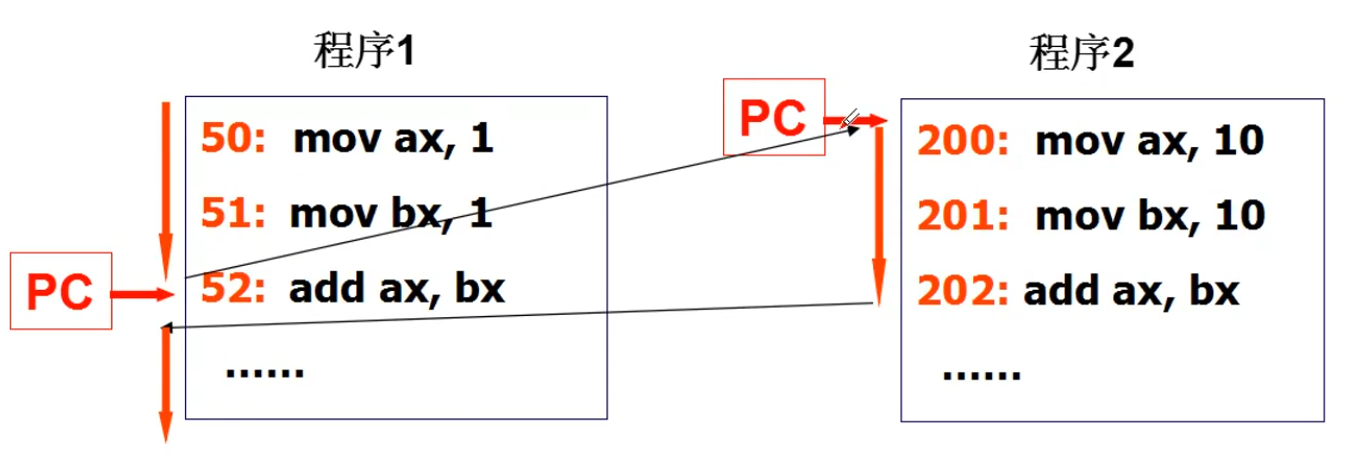 程序1
PC
50: mov ax, 1
51: mov bx, 1
52: add ax, bx
......
程序2
PC
200: mov ax, 10
201: mov bx, 10
202: add ax, bx
......